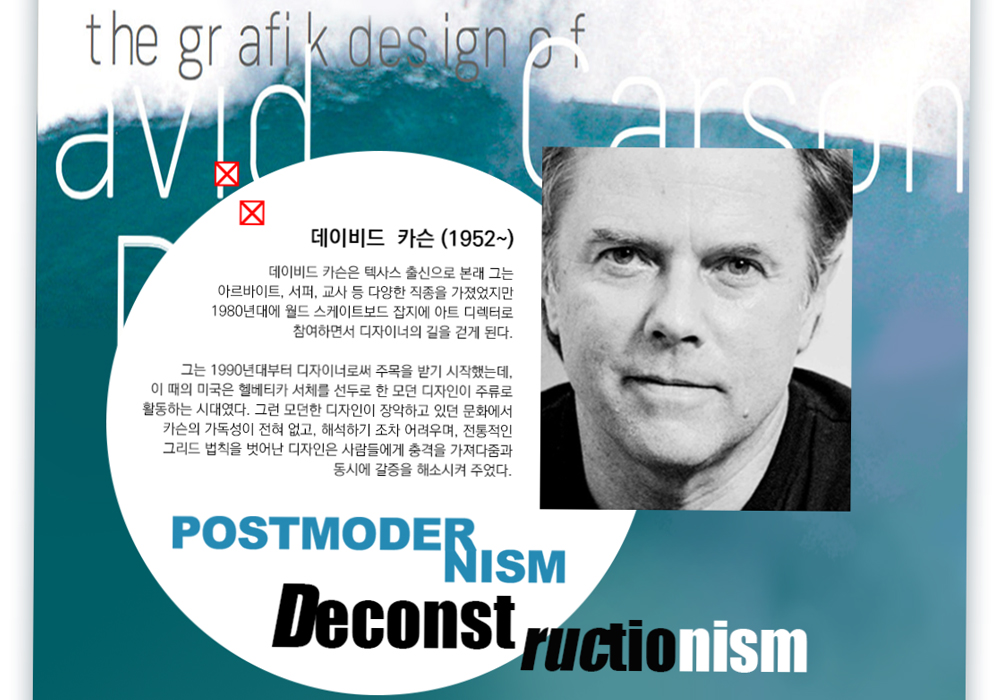 the grafik design of
avid Carson
D
데이비드 카슨 (1952~)
데이비드 카슨은 텍사스 출신으로 본래 그는
아르바이트, 서퍼, 교사 등 다양한 직종을 가졌었지만
1980년대에 월드 스케이트보드 잡지에 아트 디렉터로
참여하면서 디자이너의 길을 걷게 된다.
그는 1990년대부터 디자이너로써 주목을 받기 시작했는데,
이 때의 미국은 헬베티카 서체를 선두로 한 모던 디자인이 주류로
활동하는 시대였다. 그런 모던한 디자인이 장악하고 있던 문화에서
카슨의 가독성이 전혀 없고, 해석하기 조차 어려우며, 전통적인
그리드 법칙을 벗어난 디자인은 사람들에게 충격을 가져다줌과
동시에 갈증을 해소시켜 주었다.
POSTMODER
NISM
Deconst
ructionism